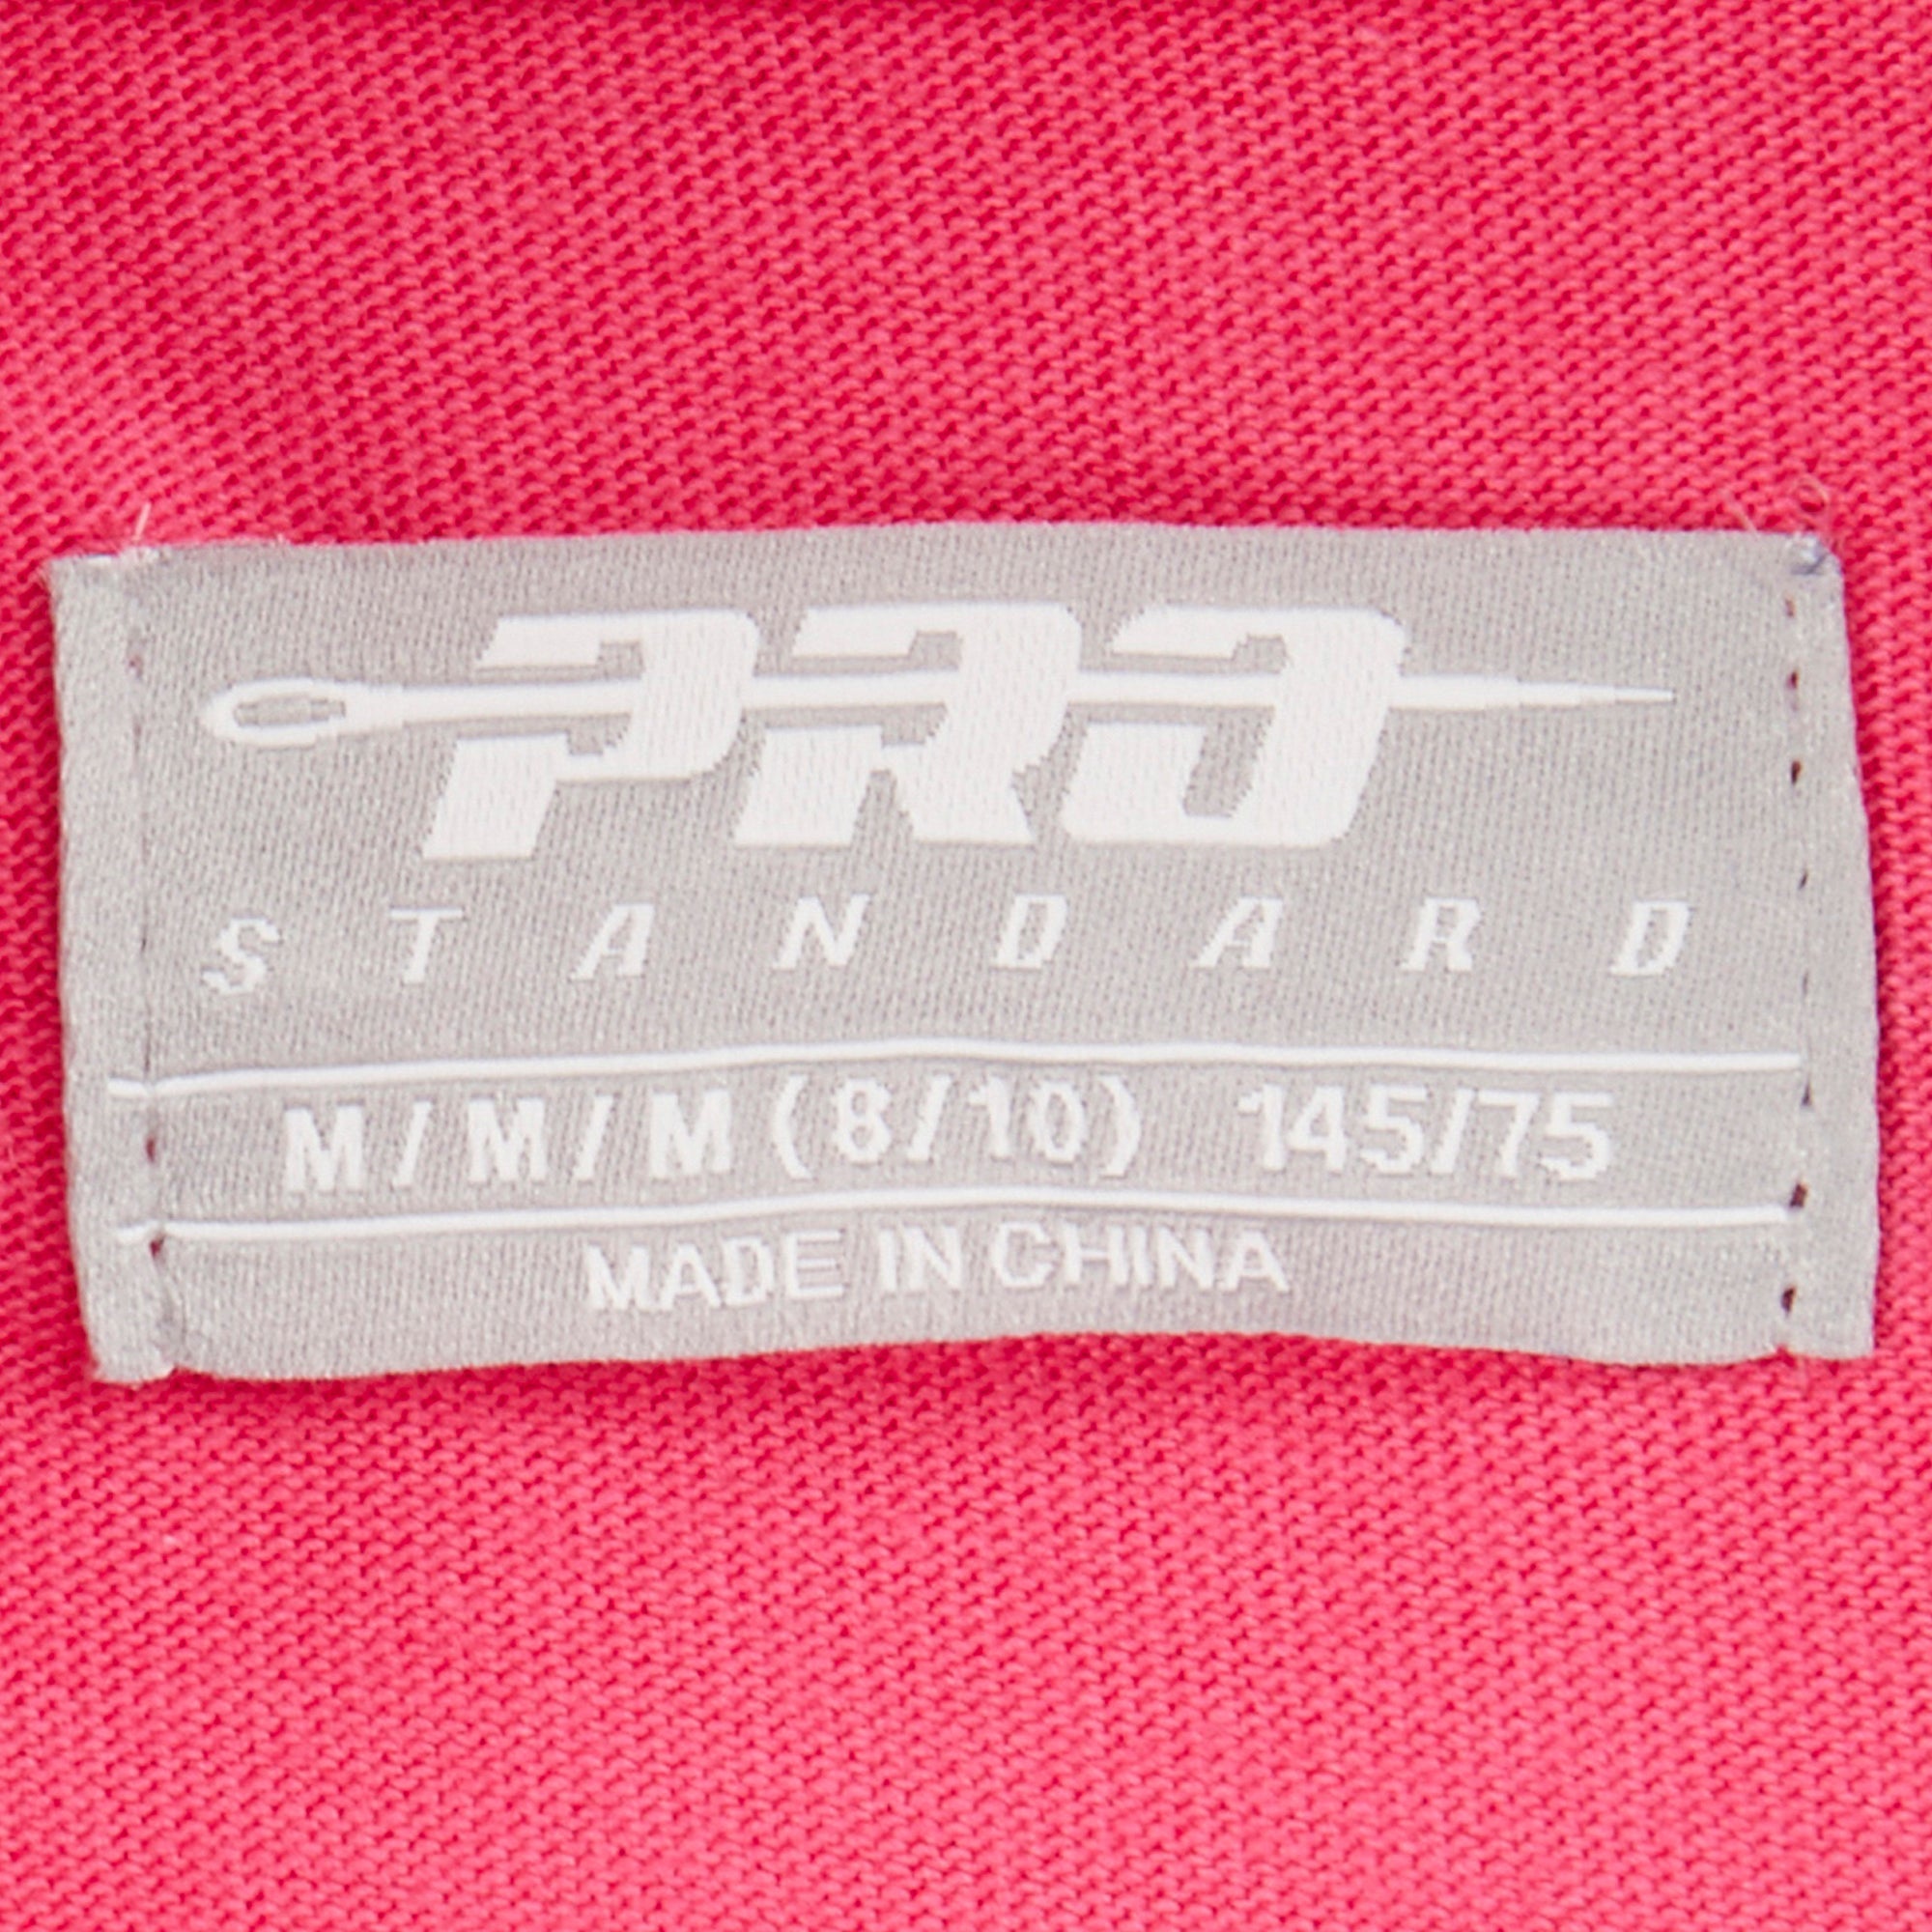 PRO
STANDARD
M/M/M(8/10) 145/75
MADE IN CHINA